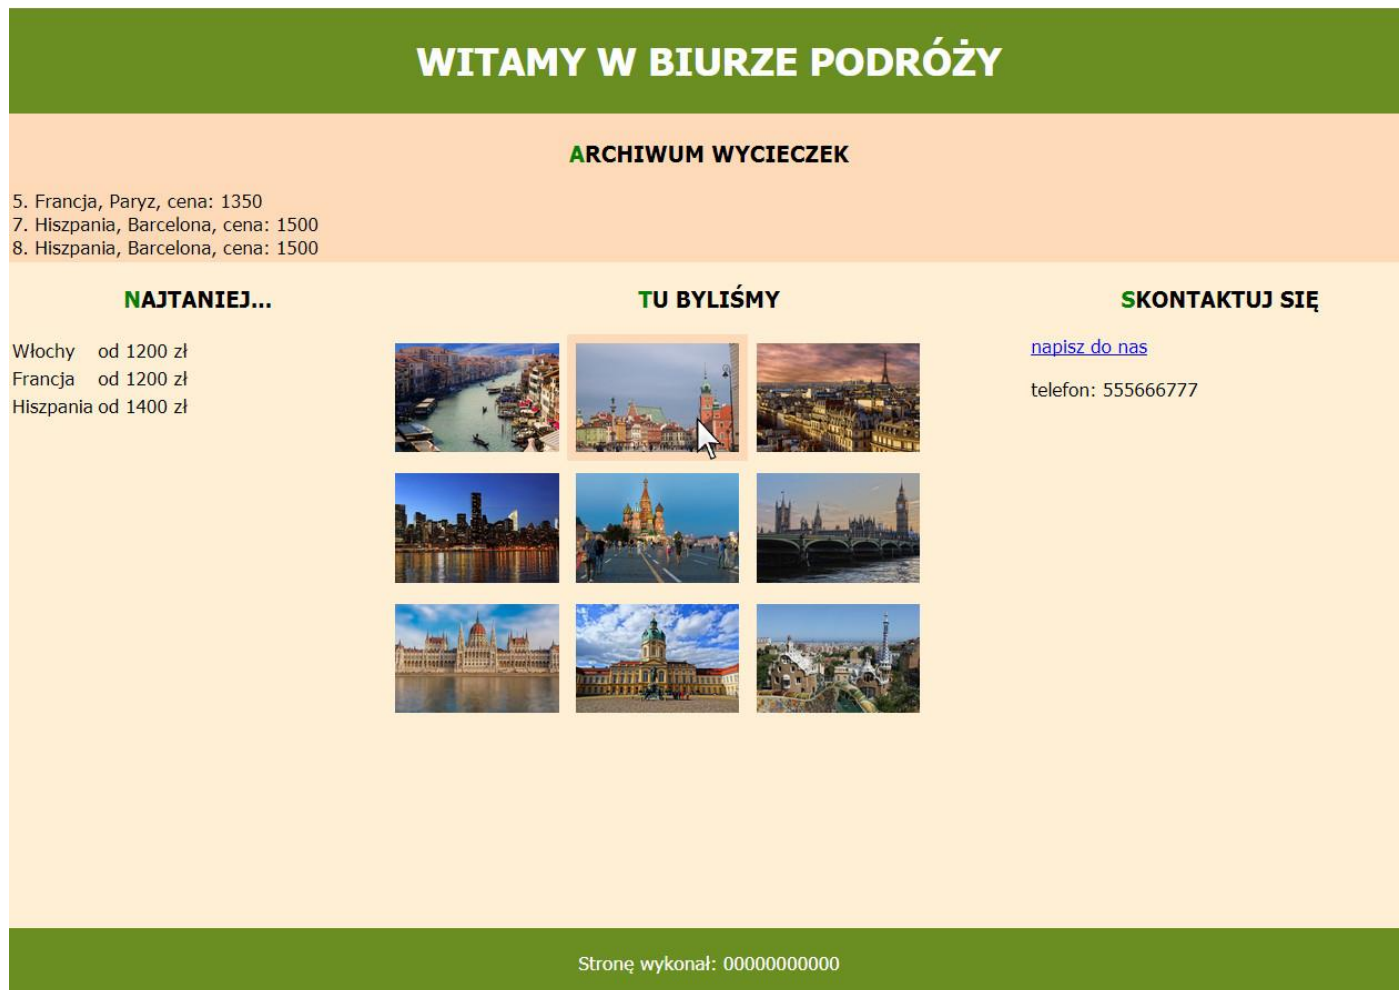 WITAMY W BIURZE PODRÓŻY
ARCHIWUM WYCIECZEK
5. Francja, Paryz, cena: 1350
7. Hiszpania, Barcelona, cena: 1500
8. Hiszpania, Barcelona, cena: 1500
NAJTANIEJ...
Włochy od 1200 zł
Francja od 1200 zł
Hiszpania od 1400 zł
TU BYLIŚMY
SKONTAKTUJ SIĘ
napisz do nas
telefon: 555666777
Stronę wykonał: 00000000000